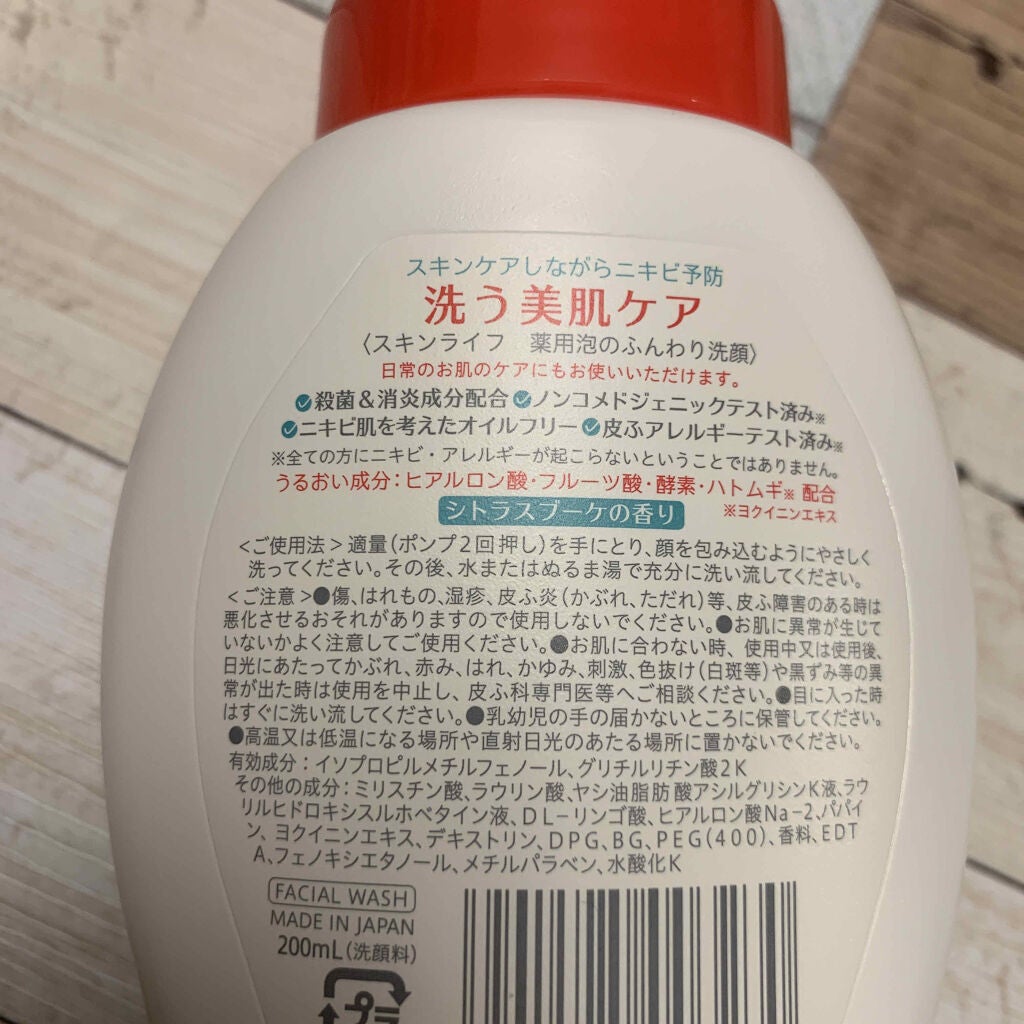 スキンケアしながらニキビ予防
洗う美肌ケア
〈スキンライフ　薬用泡のふんわり洗顔〉
日常のお肌のケアにもお使いいただけます。
殺菌&消炎成分配合 ノンコメドジェニックテスト済み※
ニキビ肌を考えたオイルフリー 皮ふアレルギーテスト済み※
※全ての方にニキビ・アレルギーが起こらないということではありません。
うるおい成分：ヒアルロン酸・フルーツ酸・酵素・ハトムギ※ 配合
シトラスブーケの香り ※ヨクイニンエキス
<ご使用法>適量(ポンプ2回押し)を手にとり、顔を包み込むようにやさしく
洗ってください。その後、水またはぬるま湯で充分に洗い流してください。
<ご注意>●傷、はれもの、湿疹、皮ふ炎(かぶれ、ただれ)等、皮ふ障害のある時は
悪化させるおそれがありますので使用しないでください。●お肌に異常が生じて
いないかよく注意してご使用ください。●お肌に合わない時、使用中又は使用後、
日光にあたってかぶれ、赤み、はれ、かゆみ、刺激、色抜け(白斑等)や黒ずみ等の異
常が出た時は使用を中止し、皮ふ科専門医等へご相談ください。●目に入った時
はすぐに洗い流してください。●乳幼児の手の届かないところに保管してください。
●高温又は低温になる場所や直射日光のあたる場所に置かないでください。
有効成分：イソプロピルメチルフェノール、グリチルリチン酸2K
その他の成分：ミリスチン酸、ラウリン酸、ヤシ油脂肪酸アシルグリシンK液、ラウ
リルヒドロキシスルホベタイン液、DL−リンゴ酸、ヒアルロン酸Na−2、パパイ
ン、ヨクイニンエキス、デキストリン、DPG、BG、PEG(400)、香料、EDT
A、フェノキシエタノール、メチルパラベン、水酸化K
FACIAL WASH
MADE IN JAPAN
200mL(洗顔料)
プラ